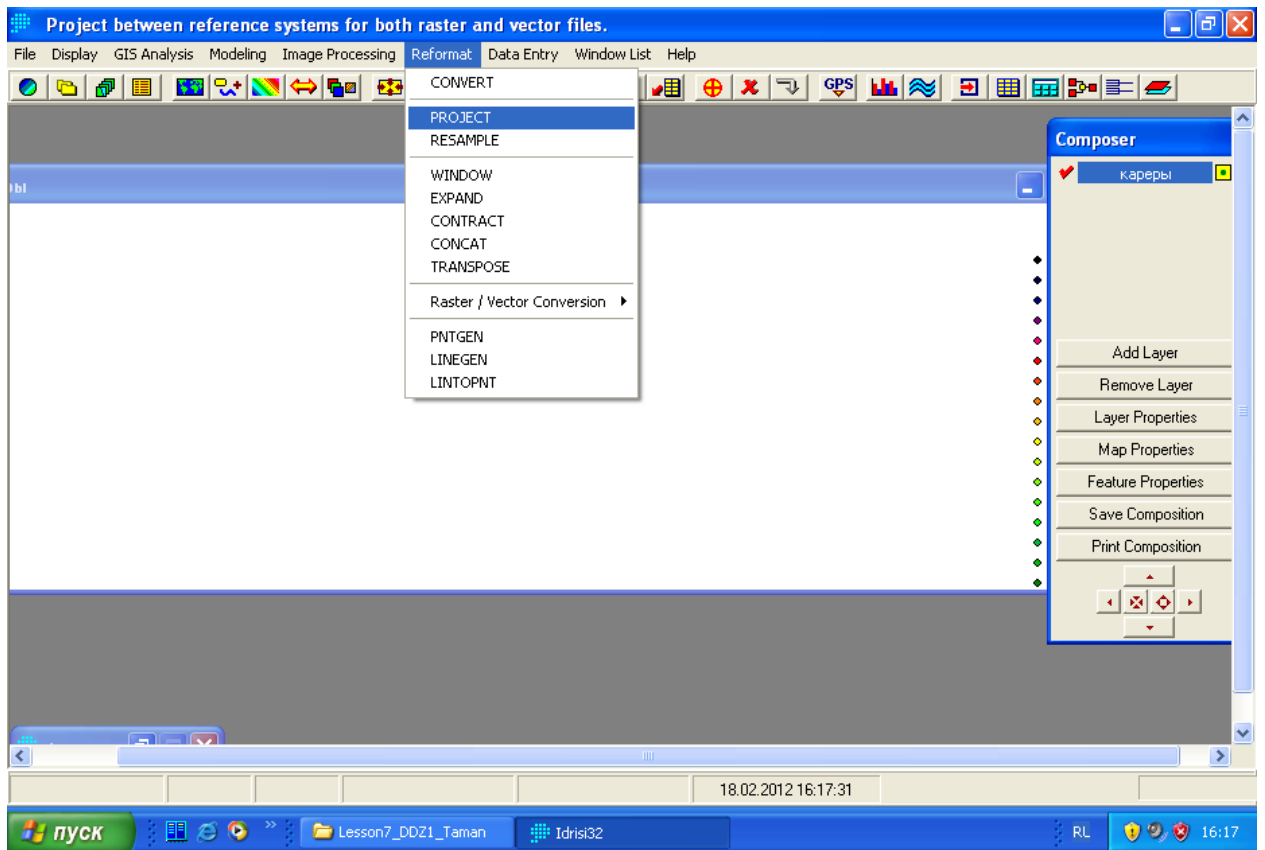 Project between reference systems for both raster and vector files.
File Display GIS Analysis Modeling Image Processing Reformat Data Entry Window List Help
GPS
CONVERT
PROJECT
RESAMPLE
WINDOW
EXPAND
CONTRACT
CONCAT
TRANSPOSE
Raster / Vector Conversion
PNTGEN
LINEGEN
LINTOPNT
ры
Composer
кареры
Add Layer
Remove Layer
Layer Properties
Map Properties
Feature Properties
Save Composition
Print Composition
18.02.2012 16:17:31
пуск
Lesson7_DDZ1_Taman
Idrisi32
RL
16:17